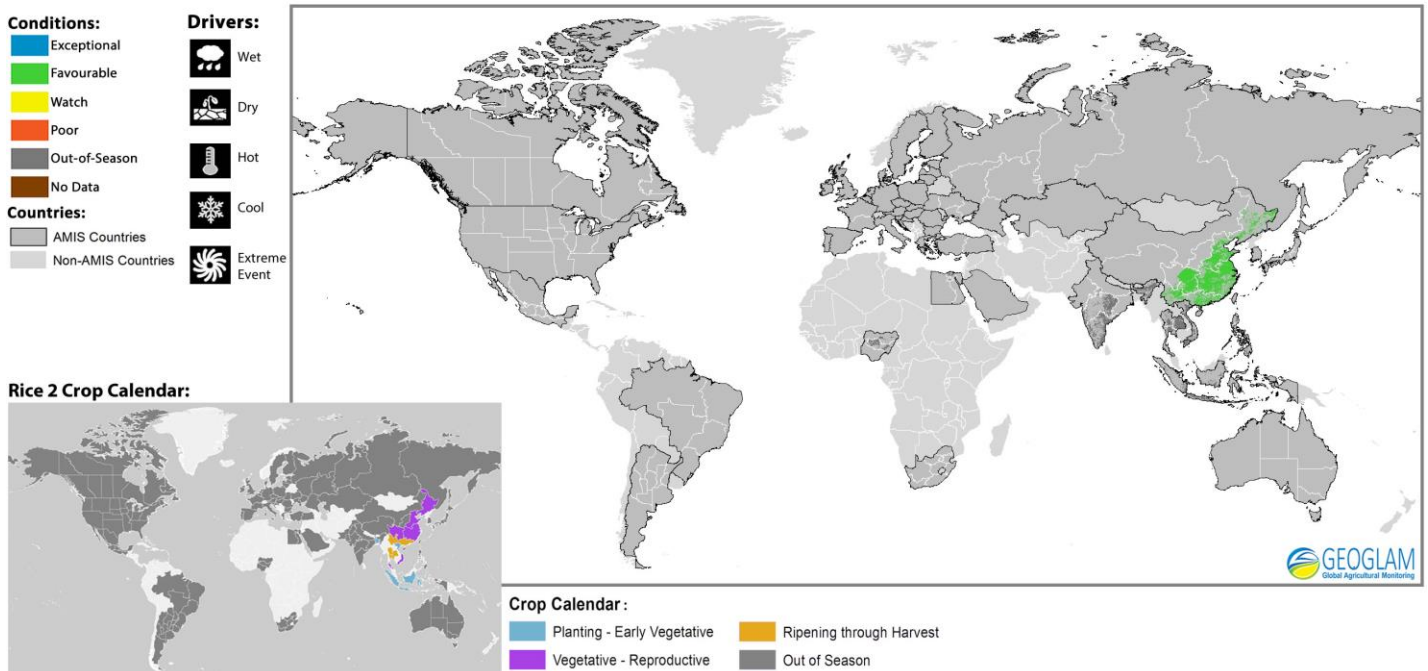 Conditions:
Exceptional
Favourable
Watch
Poor
Out-of-Season
No Data
Countries:
AMIS Countries
Non-AMIS Countries
Drivers:
Wet
Dry
Hot
Cool
Extreme
Event
Rice 2 Crop Calendar:
GEOGLAM
Global Agricultural Monitoring
Crop Calendar :
Planting - Early Vegetative
Vegetative - Reproductive
Ripening through Harvest
Out of Season